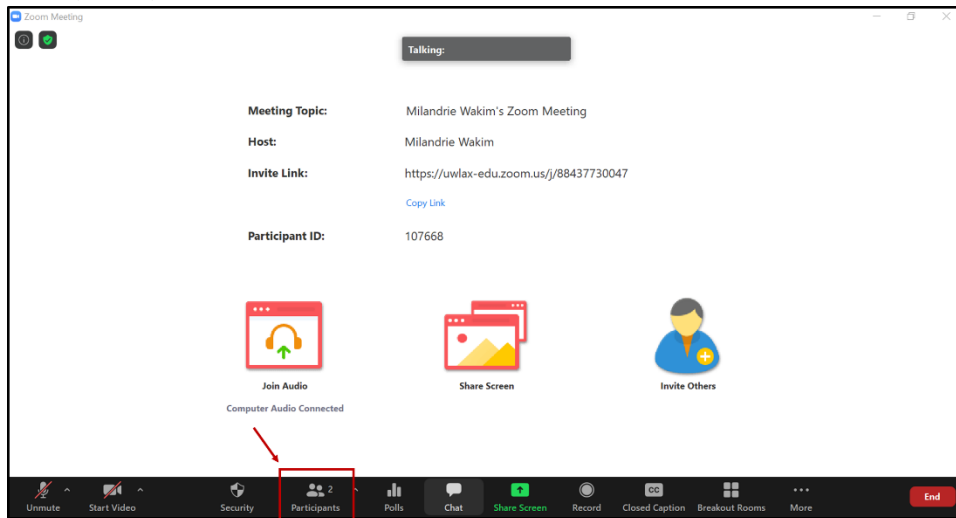 Zoom Meeting
Talking:
Meeting Topic: Milandrie Wakim's Zoom Meeting
Host: Milandrie Wakim
Invite Link: https://uwlax-edu.zoom.us/j/88437730047
Copy Link
Participant ID: 107668
Join Audio Share Screen Invite Others
Computer Audio Connected
2
Unmute Start Video Security Participants Polls Chat Share Screen Record CC Closed Caption Breakout Rooms More End